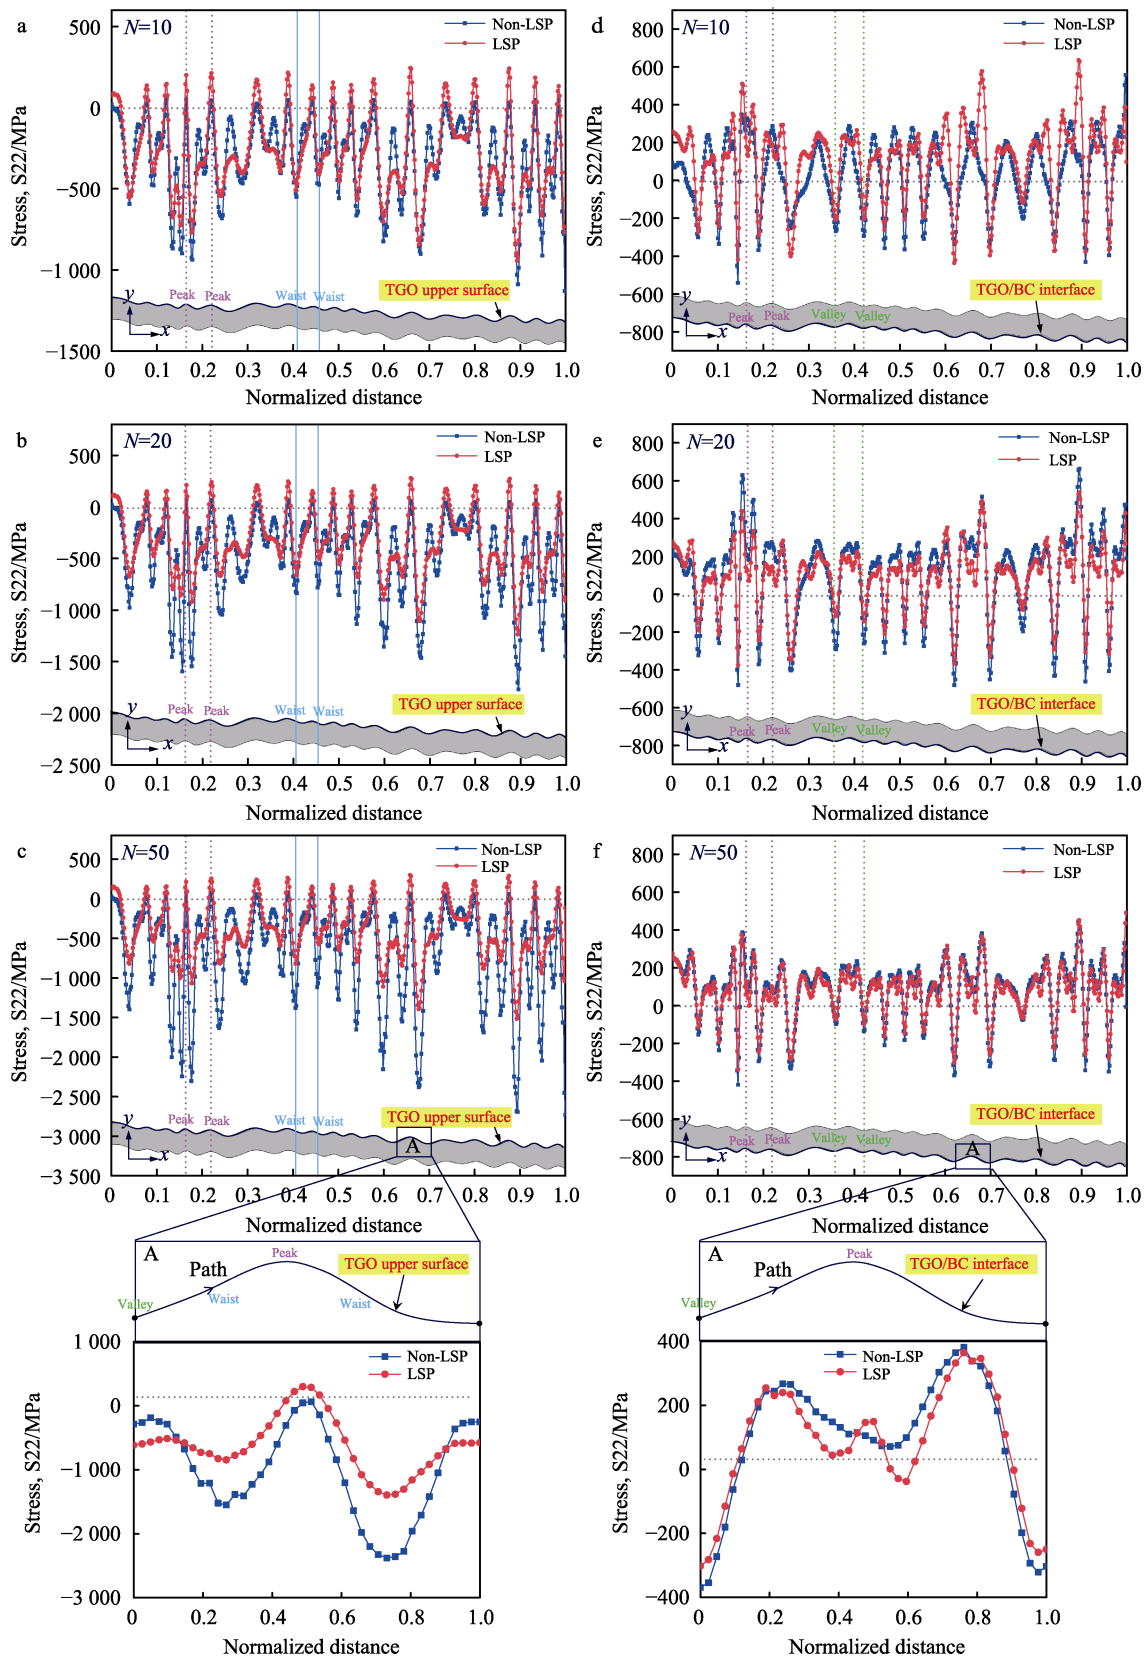 a
N=10
Non-LSP
LSP
500
0
−500
−1 000
−1500
Stress, S22/MPa
y
x
Peak
Peak
Waist
Waist
TGO upper surface
0 0.1 0.2 0.3 0.4 0.5 0.6 0.7 0.8 0.9 1.0
Normalized distance
d
N=10
Non-LSP
LSP
800
600
400
200
0
−200
−400
−600
−800
Stress, S22/MPa
y
x
Peak
Peak
Valley
Valley
TGO/BC interface
0 0.1 0.2 0.3 0.4 0.5 0.6 0.7 0.8 0.9 1.0
Normalized distance
b
N=20
Non-LSP
LSP
500
0
−500
−1 000
−1 500
−2 000
−2 500
Stress, S22/MPa
y
x
Peak
Peak
Waist
Waist
TGO upper surface
0 0.1 0.2 0.3 0.4 0.5 0.6 0.7 0.8 0.9 1.0
Normalized distance
e
N=20
Non-LSP
LSP
800
600
400
200
0
−200
−400
−600
−800
Stress, S22/MPa
y
x
Peak
Peak
Valley
Valley
TGO/BC interface
0 0.1 0.2 0.3 0.4 0.5 0.6 0.7 0.8 0.9 1.0
Normalized distance
c
N=50
Non-LSP
LSP
500
0
−500
−1 000
−1 500
−2 000
−2 500
−3 000
−3 500
Stress, S22/MPa
y
x
Peak
Peak
Waist
Waist
TGO upper surface
A
0 0.1 0.2 0.3 0.4 0.5 0.6 0.7 0.8 0.9 1.0
Normalized distance
f
N=50
Non-LSP
LSP
800
600
400
200
0
−200
−400
−600
−800
Stress, S22/MPa
y
x
Peak
Peak
Valley
Valley
TGO/BC interface
A
0 0.1 0.2 0.3 0.4 0.5 0.6 0.7 0.8 0.9 1.0
Normalized distance
A
Peak
Path
TGO upper surface
Valley
Waist
Waist
Non-LSP
LSP
1 000
0
−1 000
−2 000
−3 000
Stress, S22/MPa
0 0.2 0.4 0.6 0.8 1.0
Normalized distance
A
Peak
Path
TGO/BC interface
Valley
Non-LSP
LSP
400
200
0
−200
−400
Stress, S22/MPa
0 0.2 0.4 0.6 0.8 1.0
Normalized distance